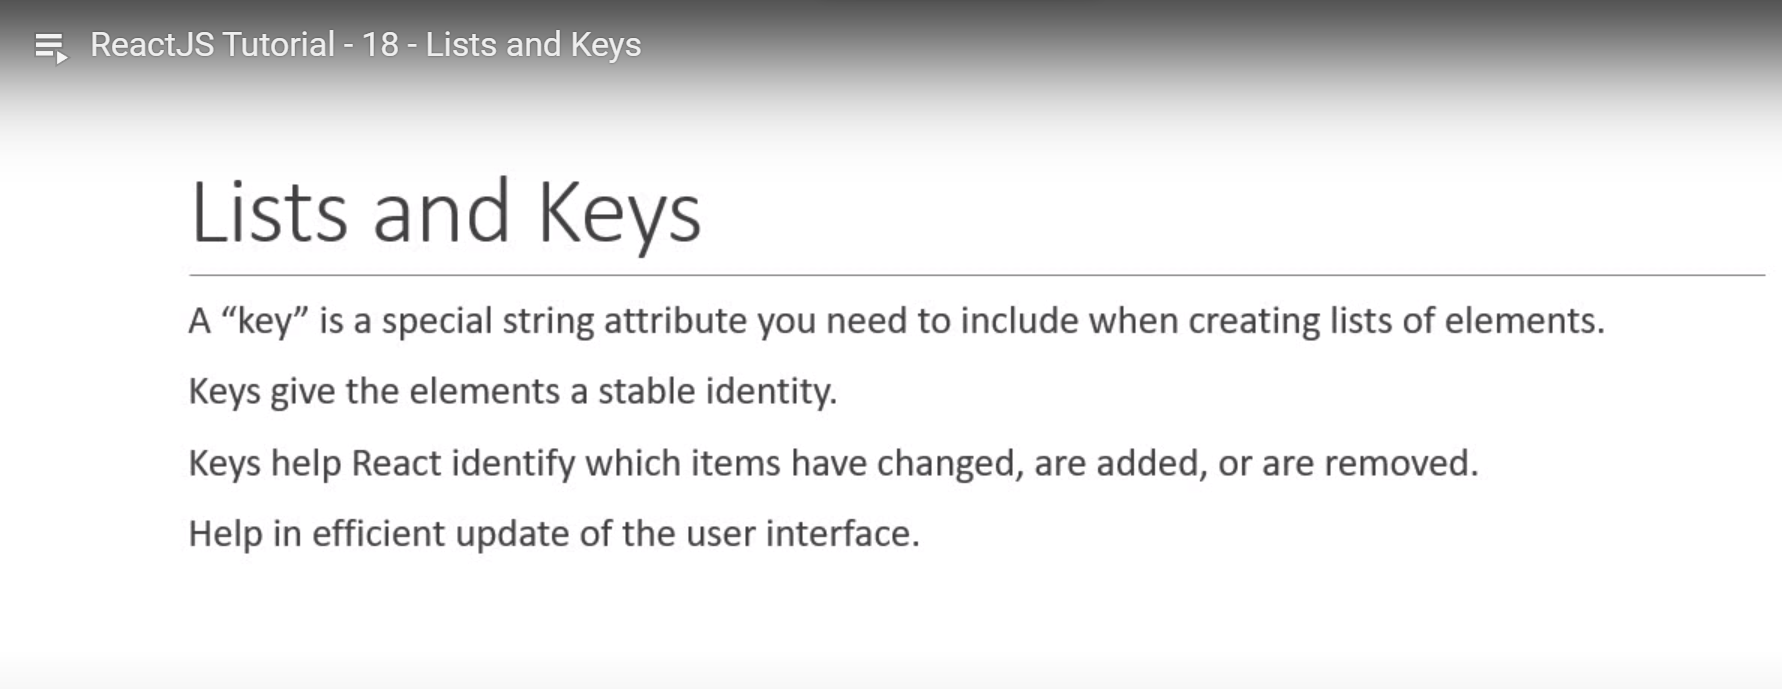 ReactJS Tutorial - 18 - Lists and Keys
Lists and Keys
A “key” is a special string attribute you need to include when creating lists of elements.
Keys give the elements a stable identity.
Keys help React identify which items have changed, are added, or are removed.
Help in efficient update of the user interface.